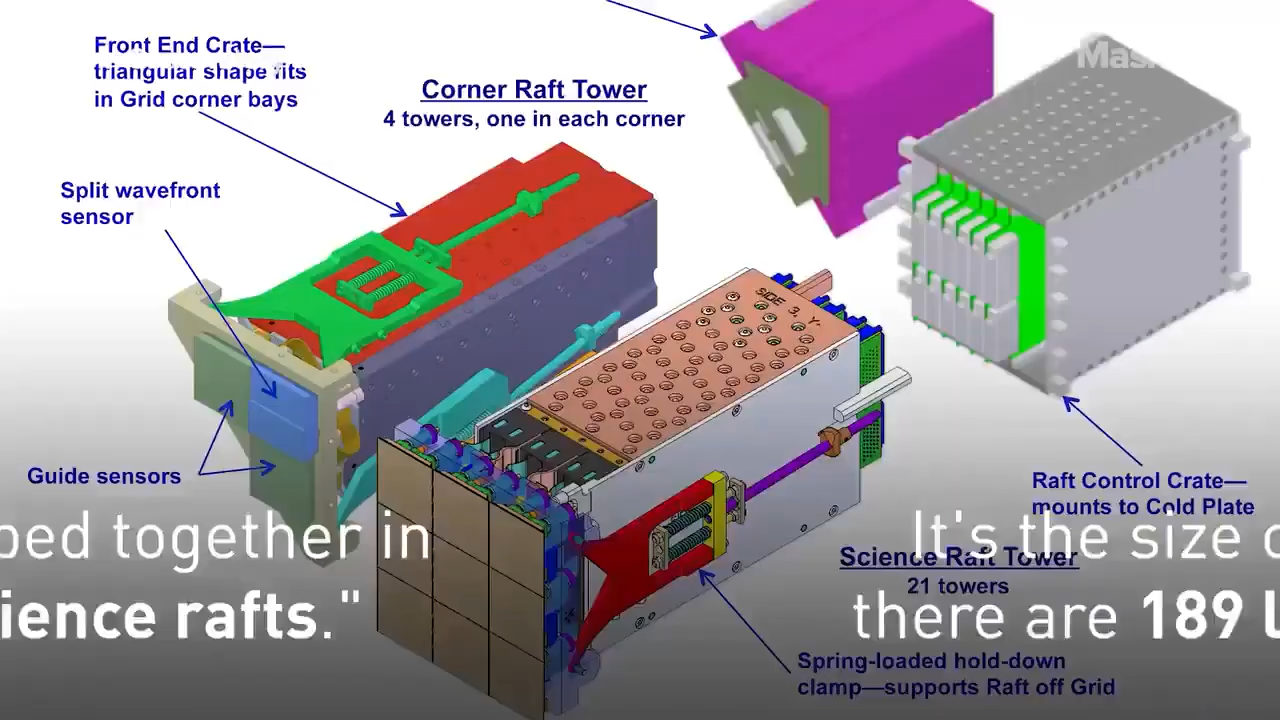 Front End Crate—
triangular shape fits
in Grid corner bays
Corner Raft Tower
4 towers, one in each corner
Split wavefront
sensor
SIDE 3, Y-
Guide sensors
Raft Control Crate—
mounts to Cold Plate
together in
rafts."
It's the size
there are 189
Science Raft Tower
21 towers
Spring-loaded hold-down
clamp—supports Raft off Grid